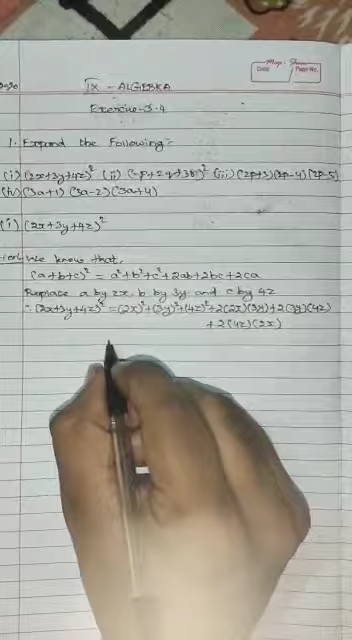 IX - ALGEBRA
Date Page No.
Exercise-3.4
1. Expand the Following:-
(i) (2x+3y+4z)² (ii) (-p+2q+3r)² (iii) (2p+3)(2p-4)(2p-5)
(iv) (3a+1) (3a-2) (3a+4)
(i) (2x+3y+4z)²
We know that,
(a+b+c)² = a²+b²+c²+2ab+2bc+2ca
Replace a by 2x, b by 3y and c by 4z
∴ (2x+3y+4z)² = (2x)²+(3y)²+(4z)²+2(2x)(3y)+2(3y)(4z)
+2(4z)(2x)